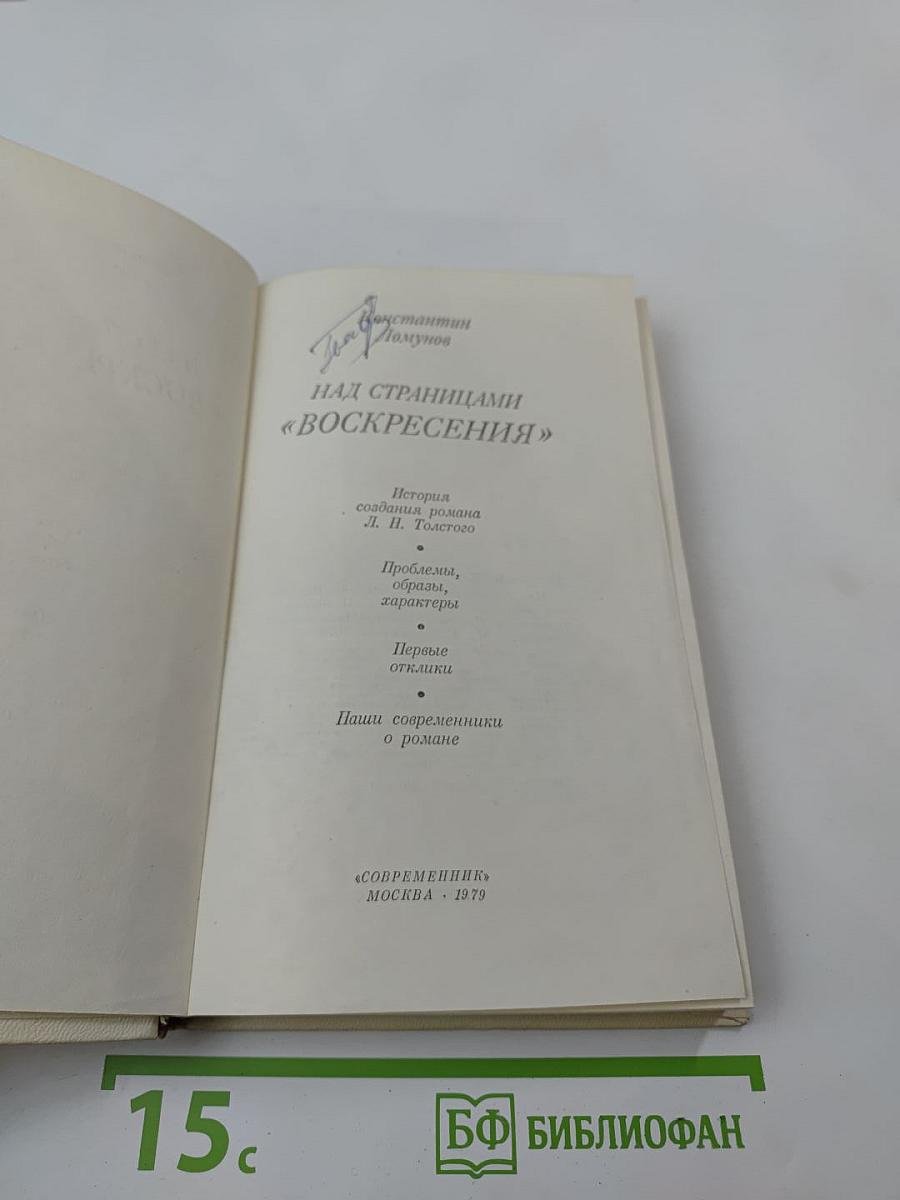 Константин
Ломунов
НАД СТРАНИЦАМИ
«ВОСКРЕСЕНИЯ»
История
создания романа
Л. Н. Толстого
•
Проблемы,
образы,
характеры
•
Первые
отклики
•
Наши современники
о романе
«СОВРЕМЕННИК»
МОСКВА · 1979
15 с
БФ БИБЛИОФАН